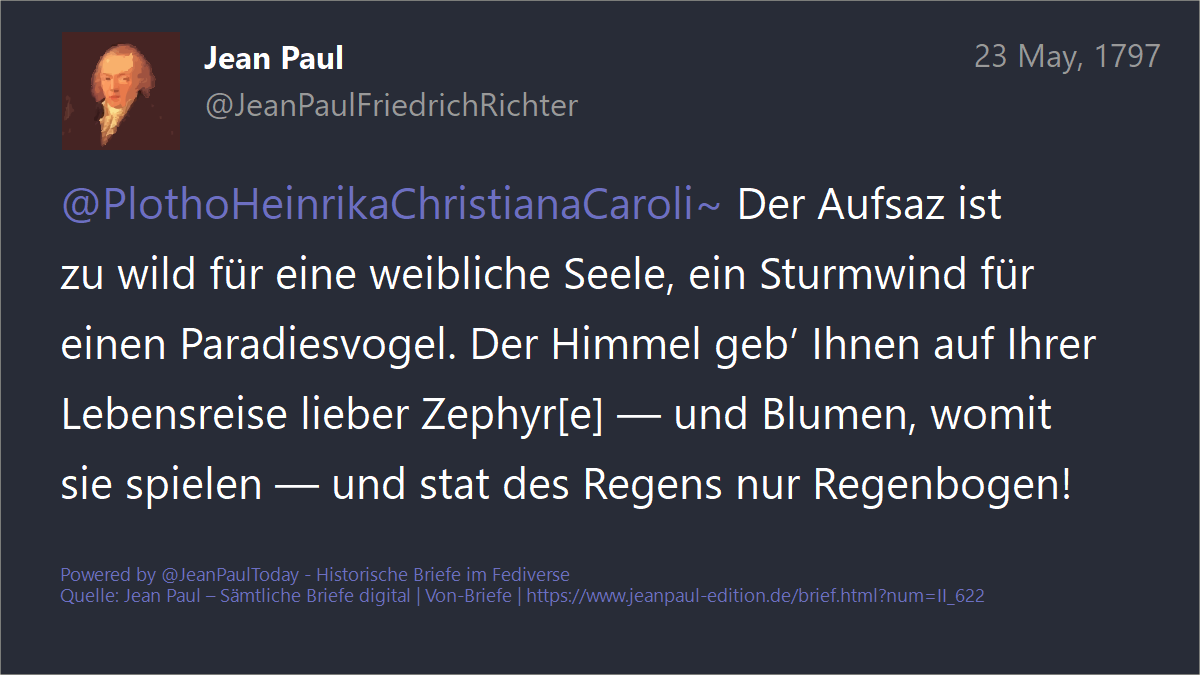 Jean Paul
23 May, 1797
@JeanPaulFriedrichRichter
@PlothoHeinrikaChristianaCaroli~ Der Aufsaz ist
zu wild für eine weibliche Seele, ein Sturmwind für
einen Paradiesvogel. Der Himmel geb’ Ihnen auf Ihrer
Lebensreise lieber Zephyr[e] — und Blumen, womit
sie spielen — und stat des Regens nur Regenbogen!
Powered by @JeanPaulToday - Historische Briefe im Fediverse
Quelle: Jean Paul – Sämtliche Briefe digital | Von-Briefe | https://www.jeanpaul-edition.de/brief.html?num=II_622